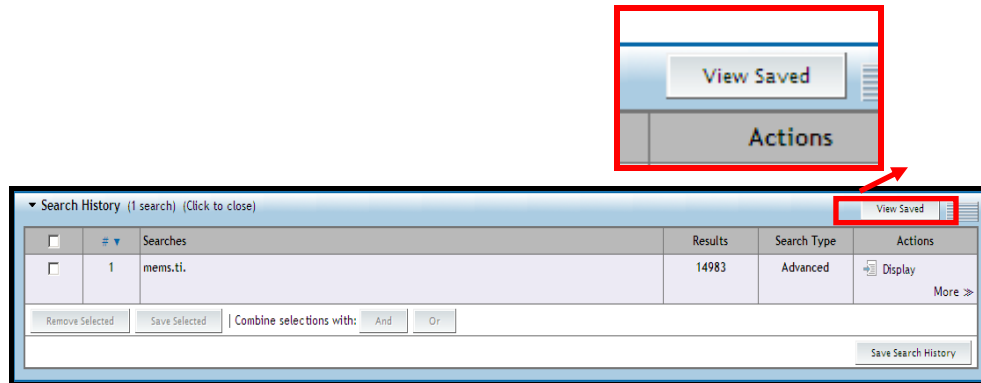 View Saved
Actions
▼ Search History (1 search) (Click to close) View Saved
# ▼ Searches Results Search Type Actions
1 mems.ti. 14983 Advanced Display
More ≫
Remove Selected Save Selected | Combine selections with: And Or
Save Search History